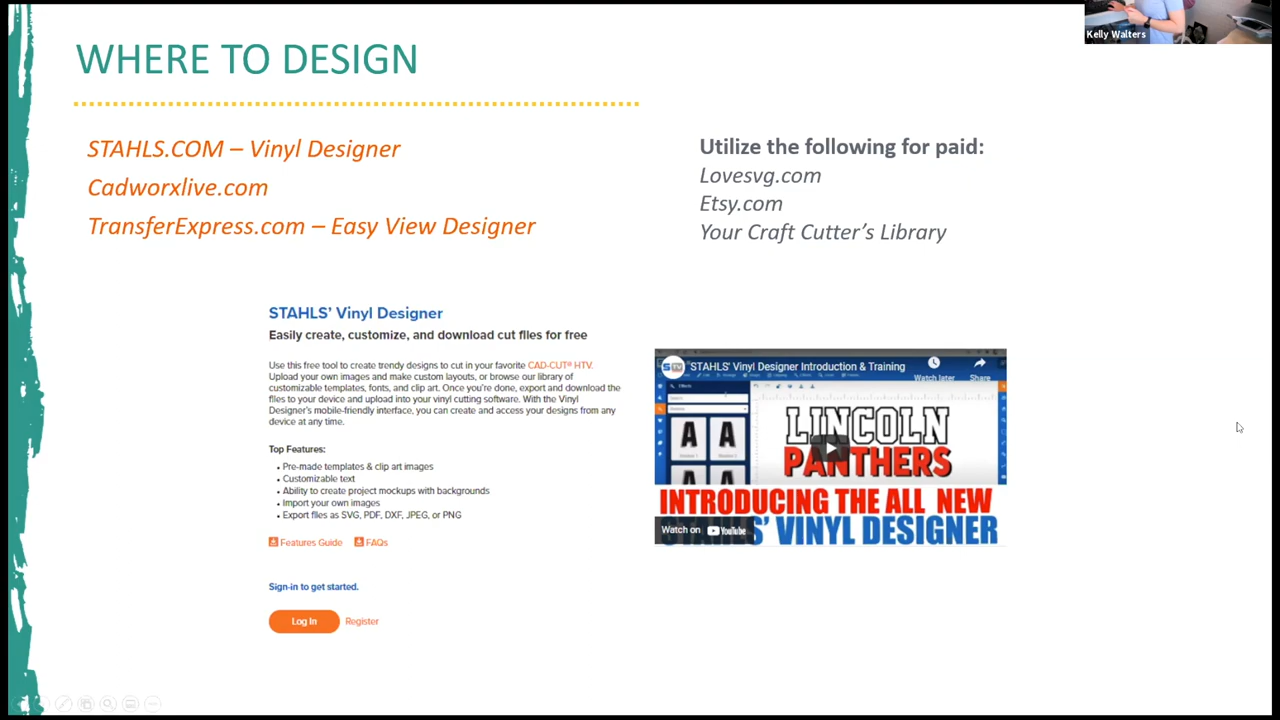 Kelly Walters
WHERE TO DESIGN
STAHLS.COM – Vinyl Designer
Cadworxlive.com
TransferExpress.com – Easy View Designer
Utilize the following for paid:
Lovesvg.com
Etsy.com
Your Craft Cutter's Library
STAHLS' Vinyl Designer
Easily create, customize, and download cut files for free
Use this free tool to create trendy designs to cut in your favorite CAD-CUT® HTV.
Upload your own images and make custom layouts, or browse our library of
customizable templates, fonts, and clip art. Once you're done, export and download the
files to your device and upload into your vinyl cutting software. With the Vinyl
Designer's mobile-friendly interface, you can create and access your designs from any
device at any time.
Top Features:
• Pre-made templates & clip art images
• Customizable text
• Ability to create project mockups with backgrounds
• Import your own images
• Export files as SVG, PDF, DXF, JPEG, or PNG
Features Guide FAQs
Sign-in to get started.
Log In Register
STAHLS' Vinyl Designer Introduction & Training
Watch later Share
Effects
A A
LINCOLN
PANTHERS
INTRODUCING THE ALL NEW
VINYL DESIGNER
Watch on YouTube